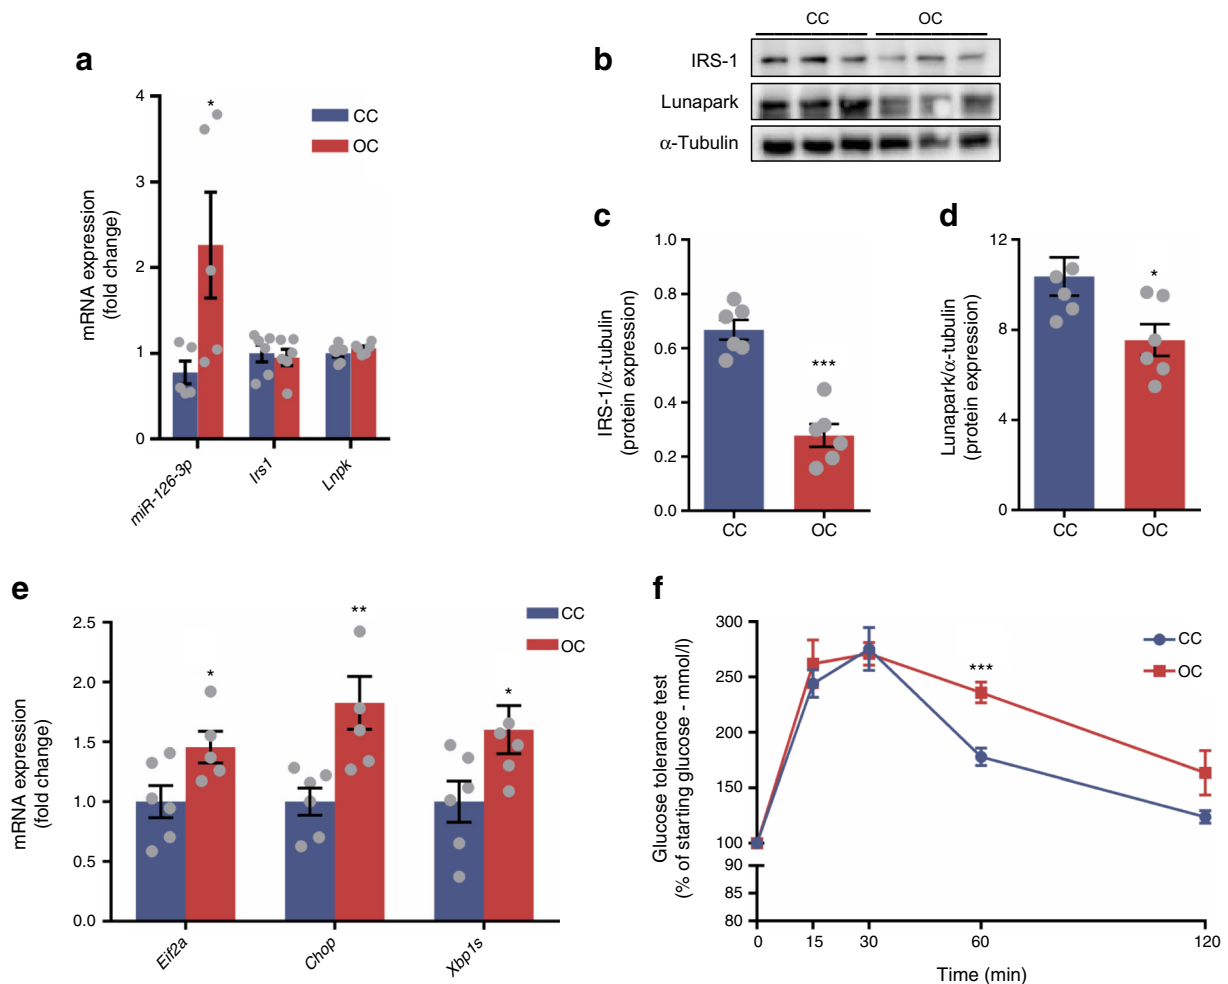 a
4
3
2
1
0
mRNA expression
(fold change)
*
CC
OC
miR-126-3p
Irs1
Lnpk
b
CC OC
IRS-1
Lunapark
α-Tubulin
c
1.0
0.8
0.6
0.4
0.2
0.0
IRS-1/α-tubulin
(protein expression)
***
CC OC
d
12
8
4
0
Lunapark/α-tubulin
(protein expression)
*
CC OC
e
2.5
2.0
1.5
1.0
0.5
0.0
mRNA expression
(fold change)
*
**
*
CC
OC
Eif2a
Chop
Xbp1s
f
300
250
200
150
100
90
85
80
Glucose tolerance test
(% of starting glucose - mmol/l)
***
CC
OC
0 15 30 60 120
Time (min)